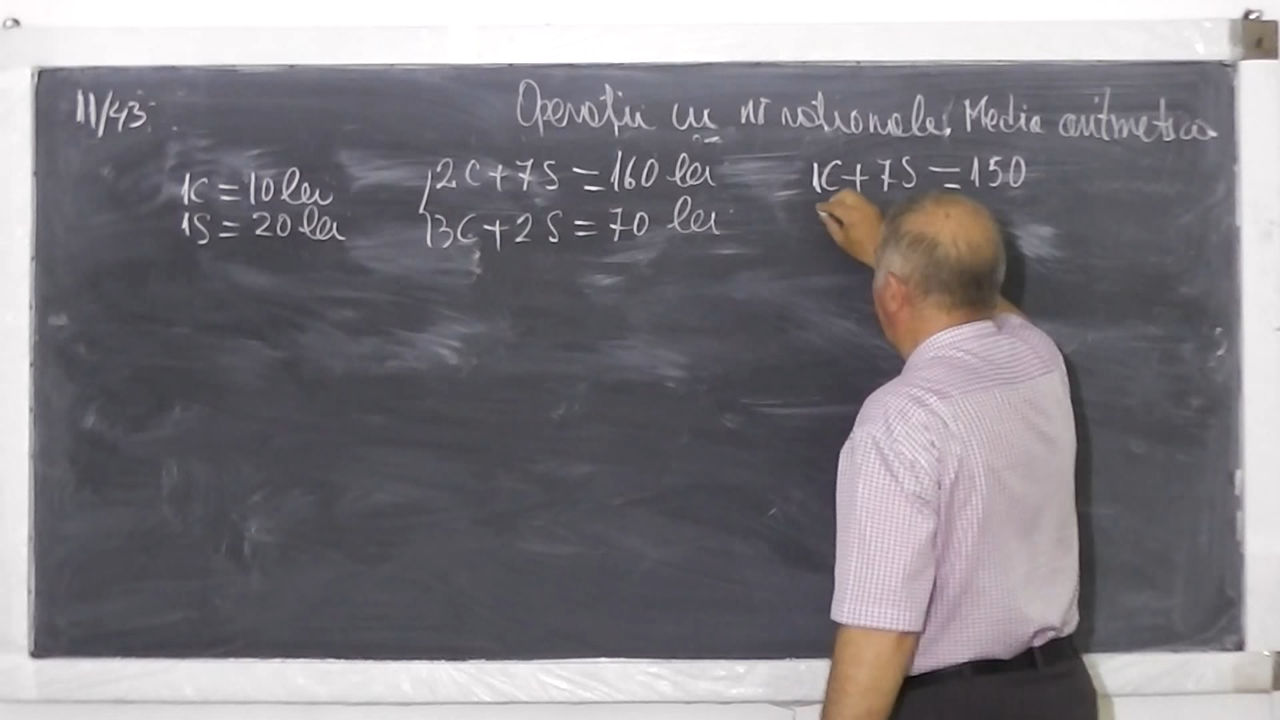 11/43
Operații cu nr raționale. Media aritmetica
1C = 10 lei
1S = 20 lei
2C + 7S = 160 lei
3C + 2S = 70 lei
1C + 7S = 150